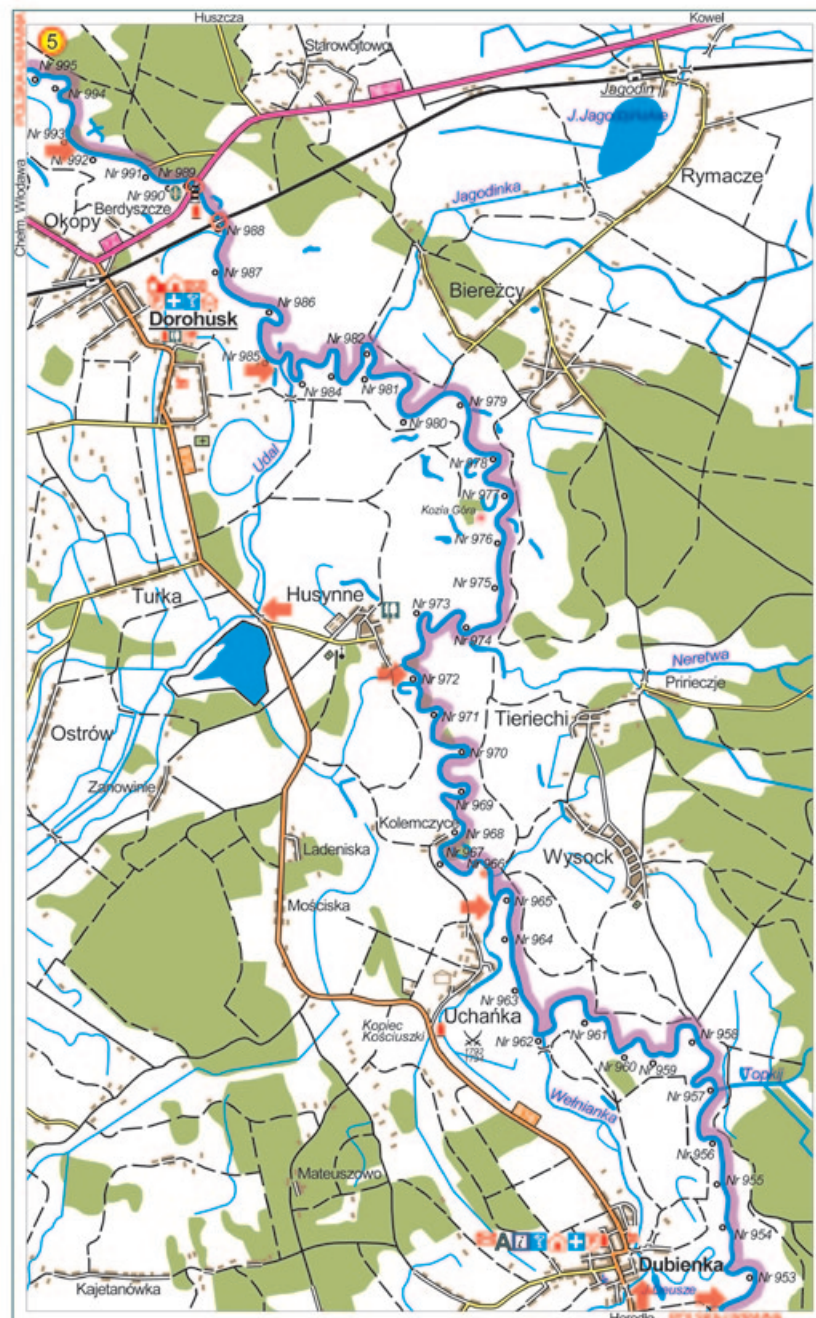 Huszcza
Kowel
5
Nr 995
Nr 994
Starowójtowo
Jagodin
Nr 993
Nr 992
Nr 991
Nr 989
Nr 990
Berdyszcze
Jagodinka
Rymacze
Chełm, Włodawa
Okopy
Nr 988
Nr 987
Bierežcy
Nr 986
Dorohusk
Nr 982
Nr 985
Nr 984
Nr 981
Nr 979
Nr 980
Udal
Nr 978
Nr 977
Kozia Góra
Nr 976
Nr 975
Husynne
Turka
Nr 973
Nr 974
Neretwa
Pririeczje
Nr 972
Nr 971
Tieriechi
Ostrów
Nr 970
Zanowinie
Nr 969
Kolemczyce
Nr 968
Nr 967
Nr 966
Ladeniska
Wysock
Mościska
Nr 965
Nr 964
Nr 963
Uchańka
Kopiec
Kościuszki
Nr 962
Nr 961
Nr 958
1792
Nr 960
Nr 959
Topkij
Nr 957
Wełnianka
Nr 956
Mateuszowo
Nr 955
Nr 954
A i
Dubienka
Nr 953
Kajetanówka